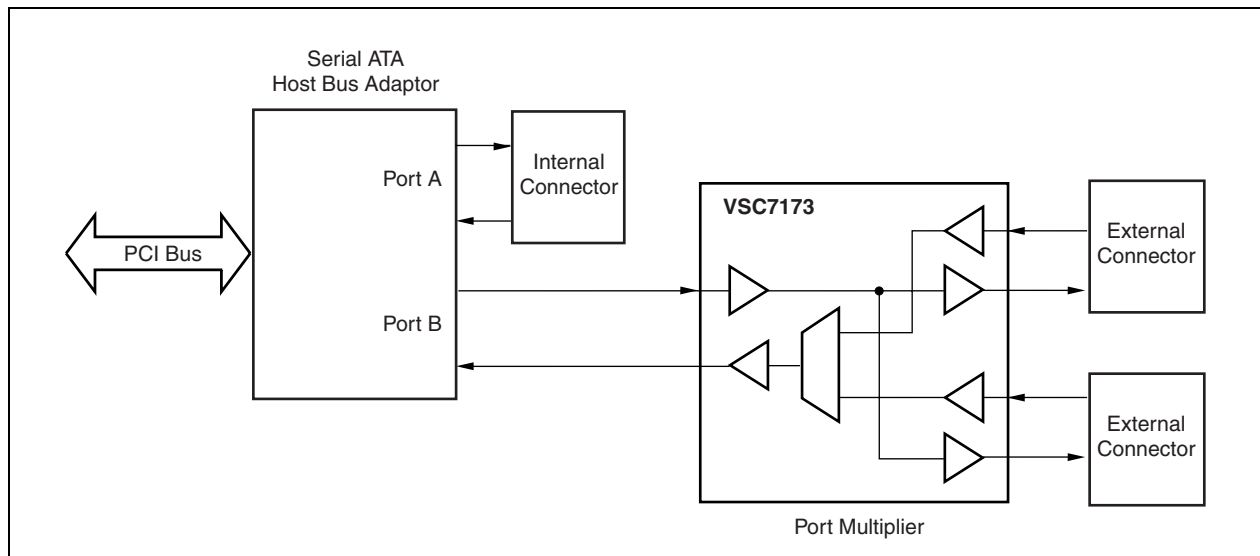 Serial ATA
Host Bus Adaptor
Port A
Internal
Connector
VSC7173
External
Connector
PCI Bus
Port B
External
Connector
Port Multiplier